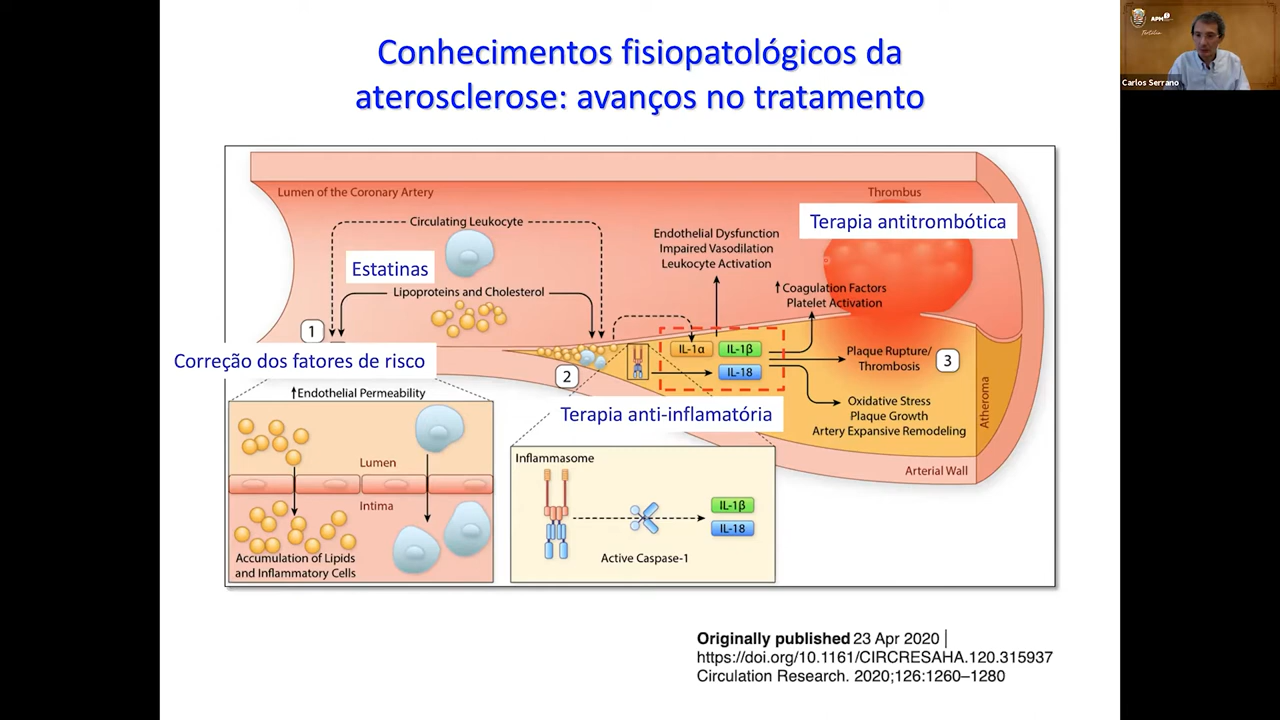 Conhecimentos fisiopatológicos da
aterosclerose: avanços no tratamento
APM
Carlos Serrano
Lumen of the Coronary Artery
Thrombus
Circulating Leukocyte
Terapia antitrombótica
Endothelial Dysfunction
Impaired Vasodilation
Leukocyte Activation
Estatinas
Lipoproteins and Cholesterol
↑Coagulation Factors
Platelet Activation
1
Correção dos fatores de risco
IL-1α
IL-1β
IL-18
2
Plaque Rupture/
Thrombosis
3
↑Endothelial Permeability
Terapia anti-inflamatória
Oxidative Stress
Plaque Growth
Artery Expansive Remodeling
Atheroma
Arterial Wall
Lumen
Intima
Accumulation of Lipids
and Inflammatory Cells
Inflammasome
IL-1β
IL-18
Active Caspase-1
Originally published 23 Apr 2020 |
https://doi.org/10.1161/CIRCRESAHA.120.315937
Circulation Research. 2020;126:1260–1280